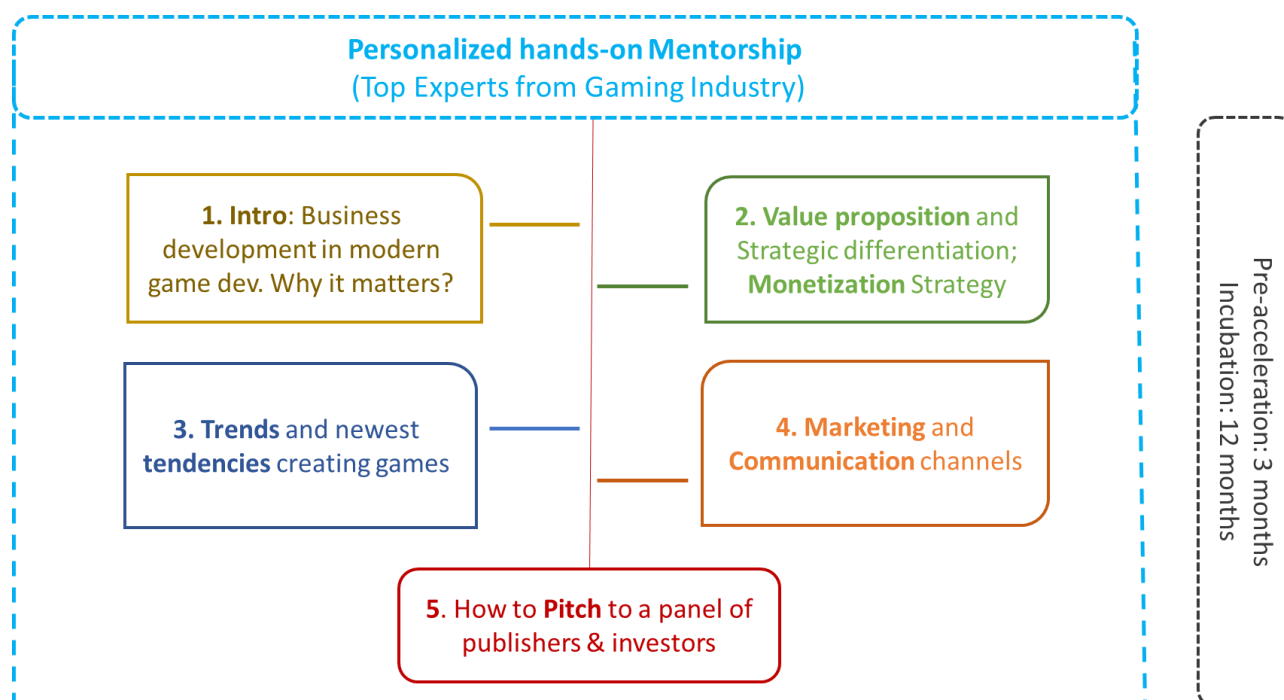 Personalized hands-on Mentorship
(Top Experts from Gaming Industry)
1. Intro: Business
development in modern
game dev. Why it matters?
2. Value proposition and
Strategic differentiation;
Monetization Strategy
3. Trends and newest
tendencies creating games
4. Marketing and
Communication channels
5. How to Pitch to a panel of
publishers & investors
Pre-acceleration: 3 months
Incubation: 12 months